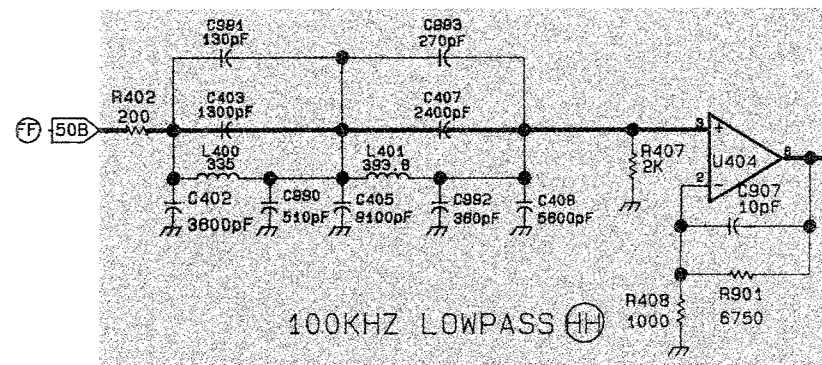 C991 C993
130pF 270pF
R402 C403 C407
FF 50B 200 1300pF 2400pF 3 + 6
L400 L401 R407 U404
335 393.8 2K 2 -
C402 C990 C405 C992 C408 C907
3600pF 510pF 9100pF 360pF 5600pF 10pF
R408 R901
100KHZ LOWPASS HH 1000 6750